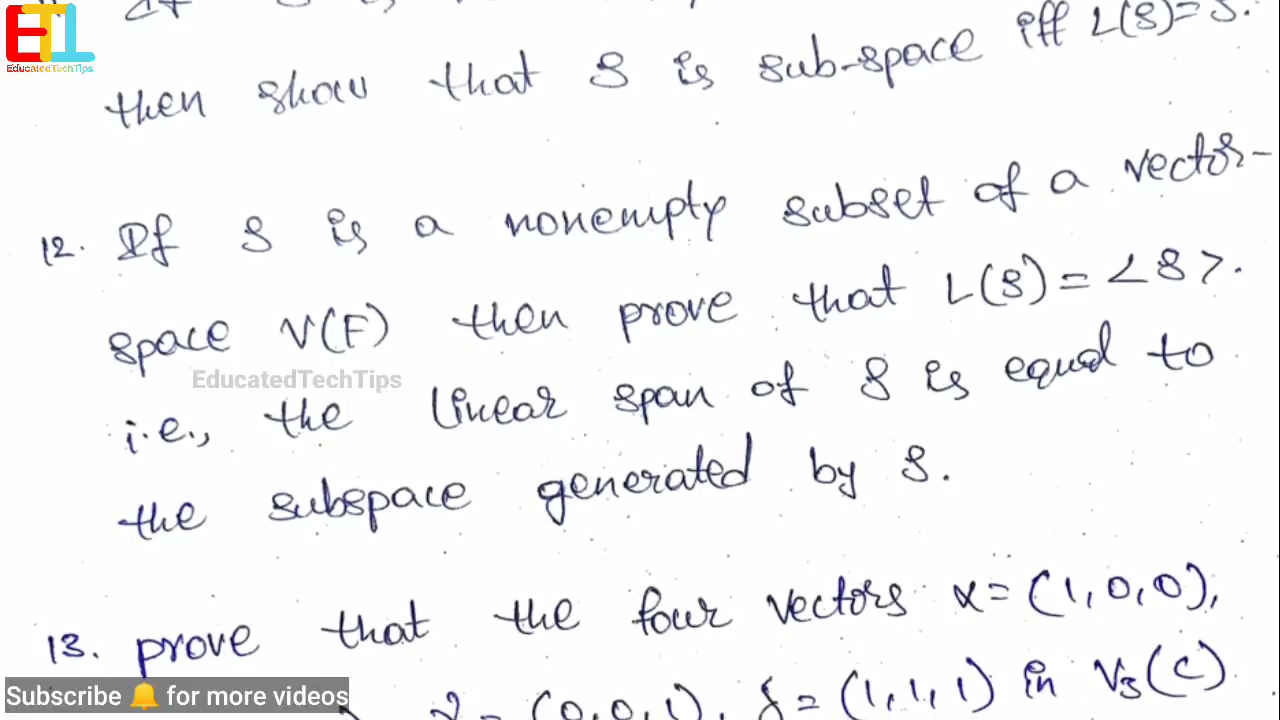 ETL
EducatedTechTips
then show that S is sub-space iff L(S)=S.
12. If S is a nonempty subset of a vector-
space V(F) then prove that L(S) = <S>.
EducatedTechTips
i.e., the linear span of S is equal to
the subspace generated by S.
13. prove that the four vectors α=(1,0,0),
= (0,0,1), δ=(1,1,1) in V3(C)
Subscribe 🔔 for more videos